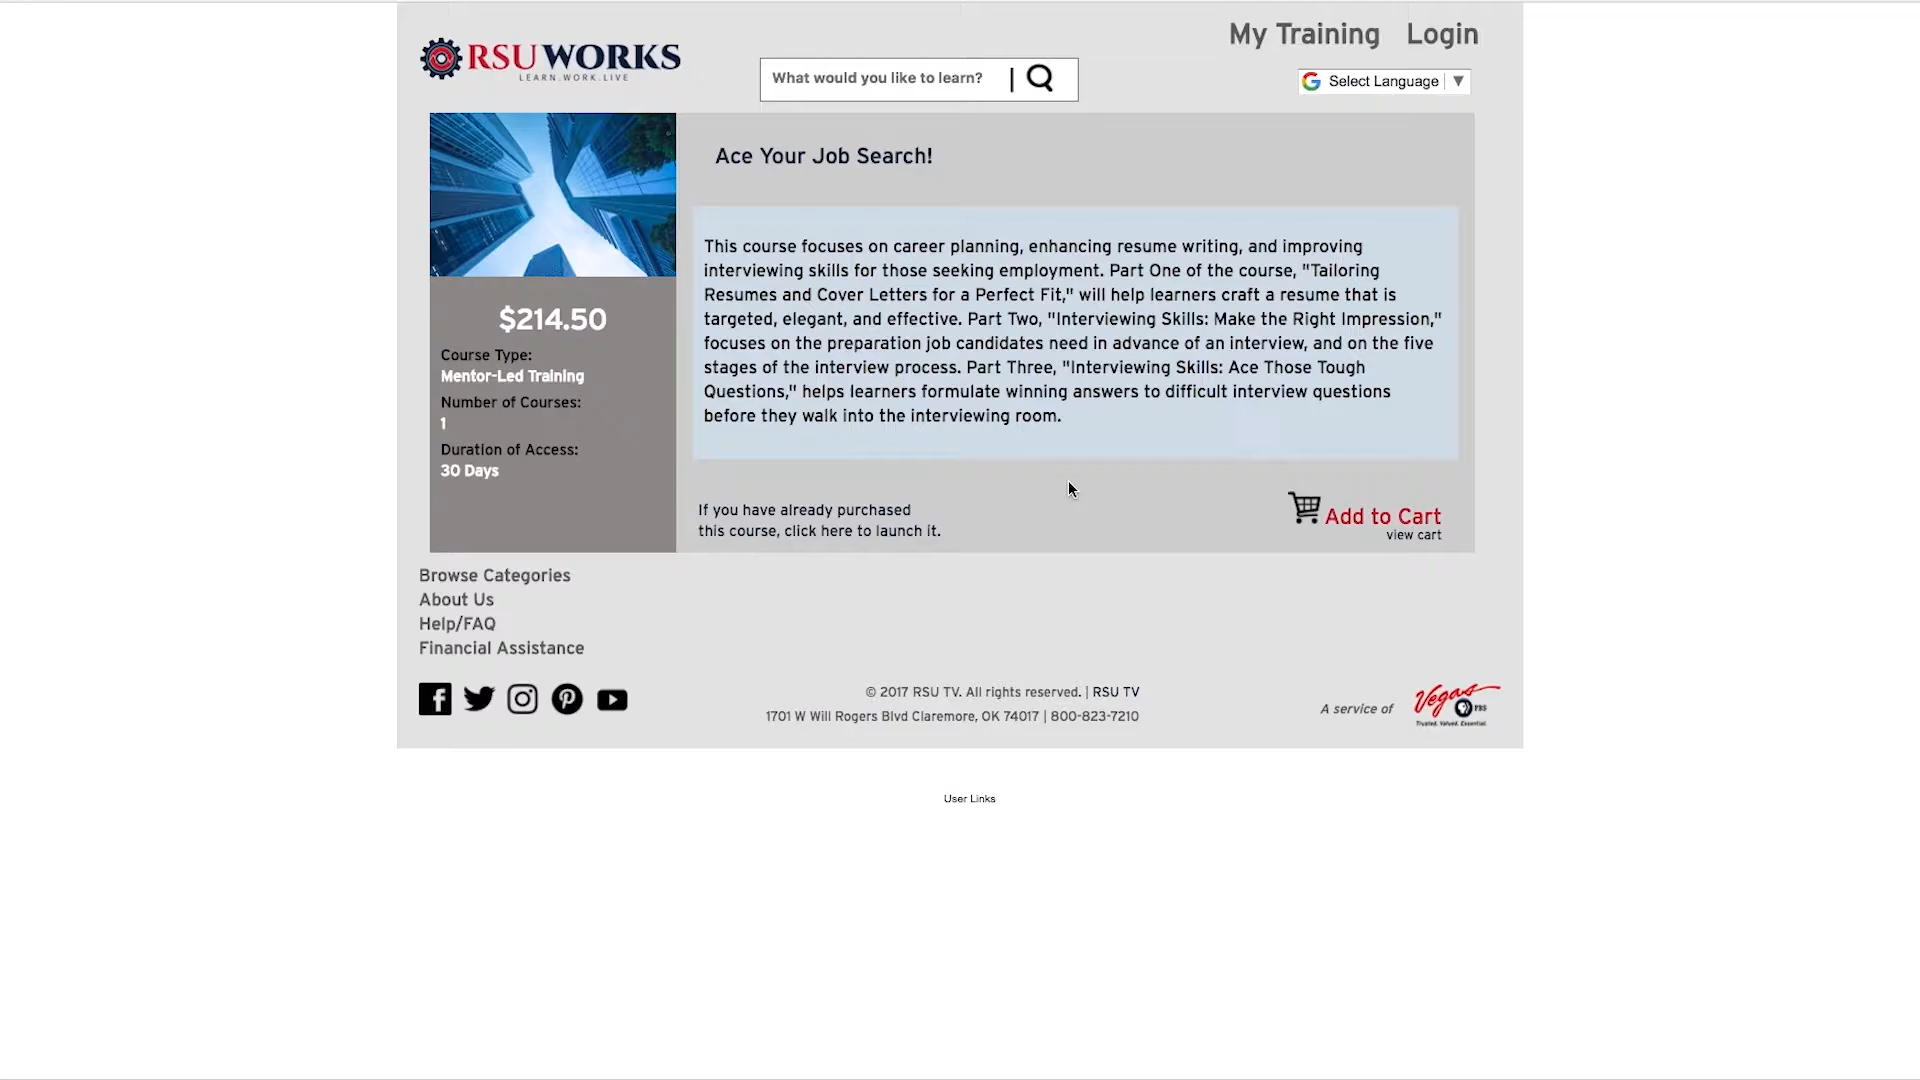 My Training Login
RSUWORKS
LEARN.WORK.LIVE
What would you like to learn?
Select Language
Ace Your Job Search!
This course focuses on career planning, enhancing resume writing, and improving
interviewing skills for those seeking employment. Part One of the course, "Tailoring
Resumes and Cover Letters for a Perfect Fit," will help learners craft a resume that is
targeted, elegant, and effective. Part Two, "Interviewing Skills: Make the Right Impression,"
focuses on the preparation job candidates need in advance of an interview, and on the five
stages of the interview process. Part Three, "Interviewing Skills: Ace Those Tough
Questions," helps learners formulate winning answers to difficult interview questions
before they walk into the interviewing room.
$214.50
Course Type:
Mentor-Led Training
Number of Courses:
1
Duration of Access:
30 Days
If you have already purchased
this course, click here to launch it.
Add to Cart
view cart
Browse Categories
About Us
Help/FAQ
Financial Assistance
© 2017 RSU TV. All rights reserved. | RSU TV
1701 W Will Rogers Blvd Claremore, OK 74017 | 800-823-7210
A service of
Vegas PBS
Trusted. Valued. Essential.
User Links